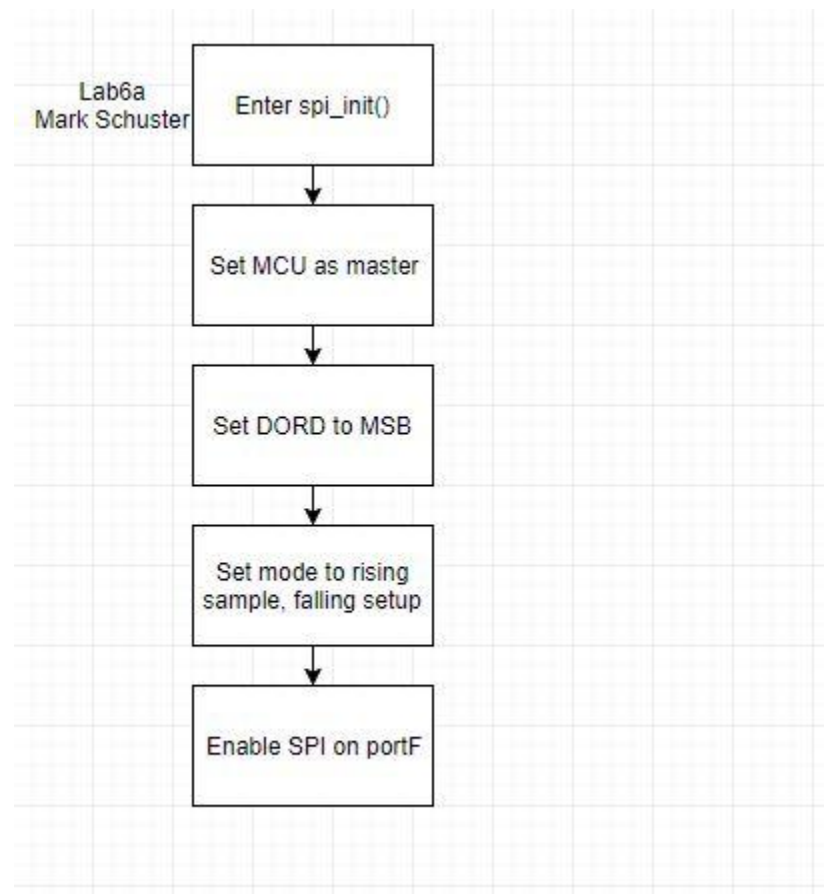 Lab6a
Mark Schuster
Enter spi_init()
Set MCU as master
Set DORD to MSB
Set mode to rising
sample, falling setup
Enable SPI on portF